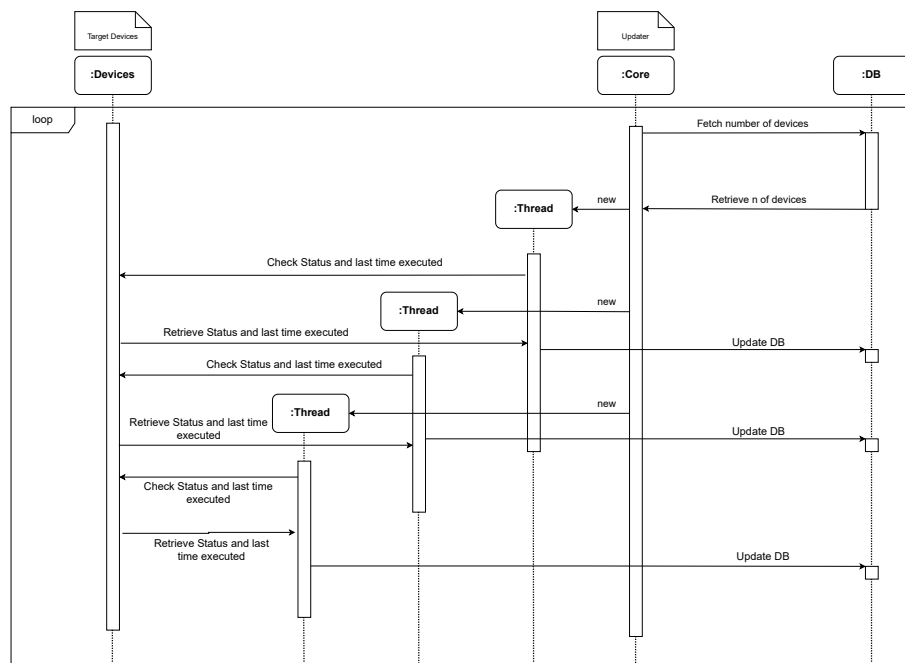 Target Devices
Updater
:Devices
:Core
:DB
loop
Fetch number of devices
:Thread
new
Retrieve n of devices
Check Status and last time executed
:Thread
new
Retrieve Status and last time executed
Update DB
Check Status and last time executed
:Thread
new
Retrieve Status and last time
executed
Update DB
Check Status and last time
executed
Retrieve Status and last
time executed
Update DB